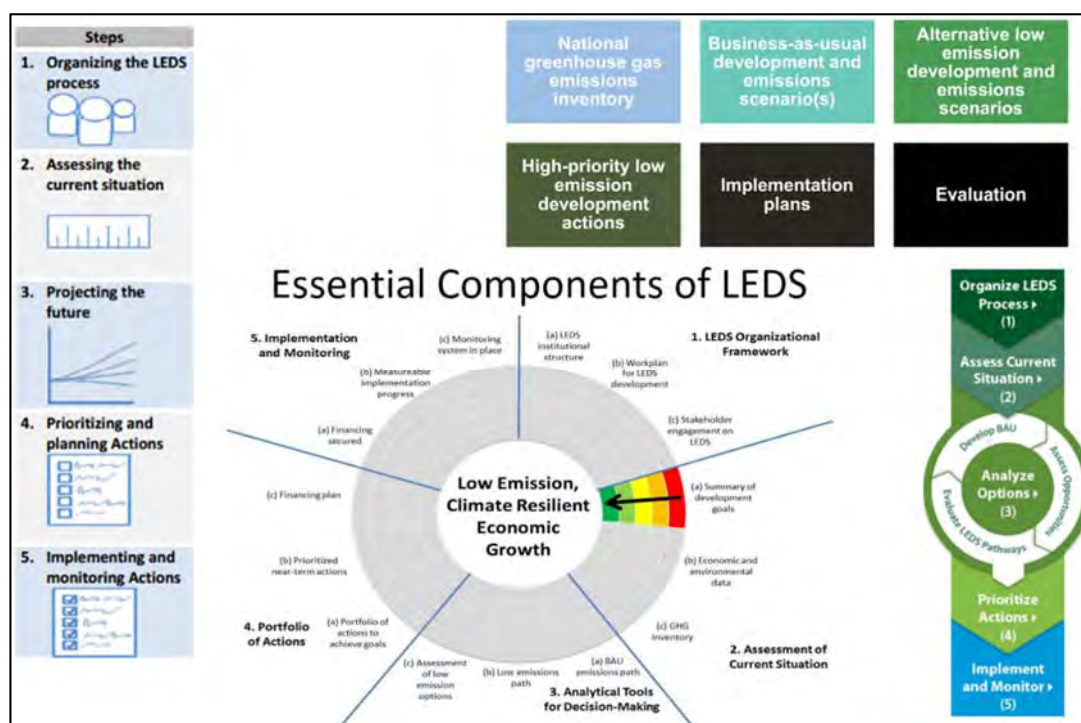 Steps
1. Organizing the LEDS
process
2. Assessing the
current situation
3. Projecting the
future
4. Prioritizing and
planning Actions
5. Implementing and
monitoring Actions
National
greenhouse gas
emissions
inventory
Business-as-usual
development and
emissions
scenario(s)
Alternative low
emission
development and
emissions
scenarios
High-priority low
emission
development
actions
Implementation
plans
Evaluation
Essential Components of LEDS
5. Implementation
and Monitoring
(c) Monitoring
system in place
(b) Measureable
implementation
progress
(a) Financing
secured
1. LEDS Organizational
Framework
(a) LEDS
institutional
structure
(b) Workplan
for LEDS
development
(c) Stakeholder
engagement on
LEDS
Low Emission,
Climate Resilient
Economic
Growth
(a) Summary of
development
goals
(b) Economic and
environmental
data
(c) GHG
Inventory
2. Assessment of
Current Situation
(c) Financing plan
(b) Prioritized
near-term actions
4. Portfolio
of Actions
(a) Portfolio of
actions to
achieve goals
(c) Assessment
of low
emission
options
(b) Low emissions
path
(a) BAU
emissions path
3. Analytical Tools
for Decision-Making
Organize LEDS
Process
(1)
Assess Current
Situation
(2)
Develop BAU
Assess Opportunities
Evaluate LEDS Pathways
Analyze
Options
(3)
Prioritize
Actions
(4)
Implement
and Monitor
(5)